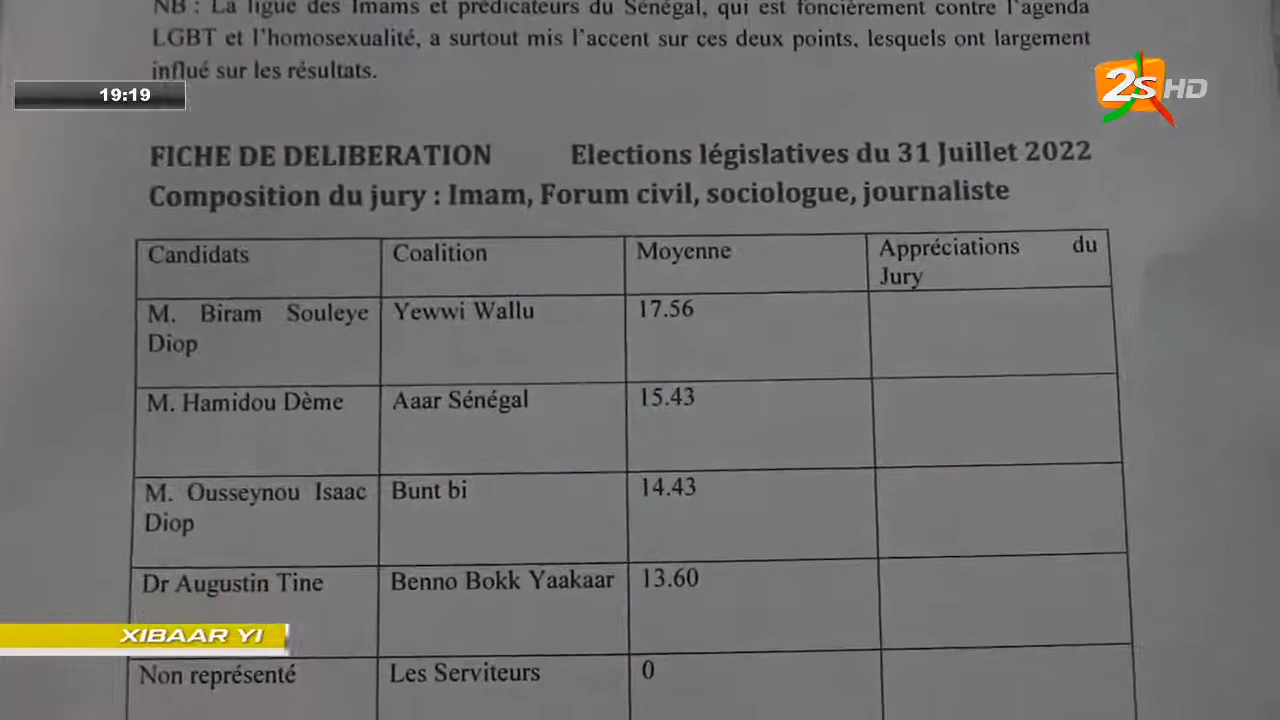 NB : La ligue des Imams et prédicateurs du Sénégal, qui est foncièrement contre l'agenda
LGBT et l'homosexualité, a surtout mis l'accent sur ces deux points, lesquels ont largement
influé sur les résultats.
19:19
2S HD
FICHE DE DELIBERATION Elections législatives du 31 Juillet 2022
Composition du jury : Imam, Forum civil, sociologue, journaliste
Candidats Coalition Moyenne Appréciations du
Jury
M. Biram Souleye Yewwi Wallu 17.56
Diop
M. Hamidou Dème Aaar Sénégal 15.43
M. Ousseynou Isaac Bunt bi 14.43
Diop
Dr Augustin Tine Benno Bokk Yaakaar 13.60
XIBAAR YI
Non représenté Les Serviteurs 0